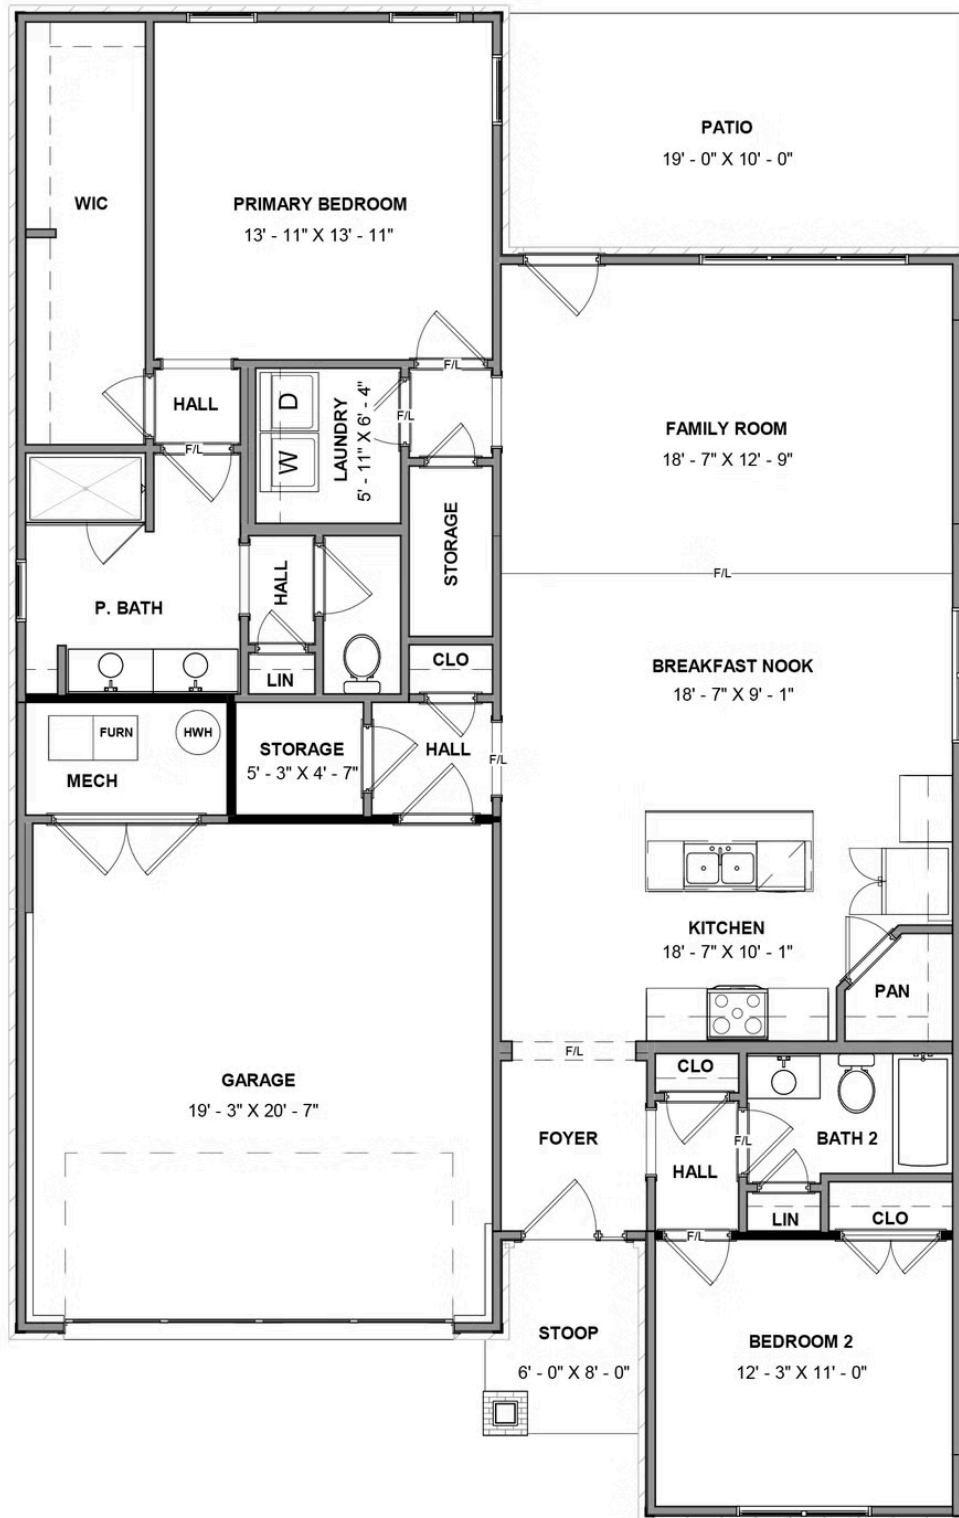 PATIO
19' - 0" X 10' - 0"
WIC
PRIMARY BEDROOM
13' - 11" X 13' - 11"
F/L
HALL
D
W
LAUNDRY
5' - 11" X 6' - 4"
F/L
FAMILY ROOM
18' - 7" X 12' - 9"
F/L
STORAGE
F/L
HALL
P. BATH
BREAKFAST NOOK
18' - 7" X 9' - 1"
CLO
LIN
FURN
HWH
MECH
STORAGE
5' - 3" X 4' - 7"
HALL
F/L
KITCHEN
18' - 7" X 10' - 1"
PAN
F/L
CLO
GARAGE
19' - 3" X 20' - 7"
FOYER
F/L
BATH 2
HALL
LIN
CLO
F/L
STOOP
6' - 0" X 8' - 0"
BEDROOM 2
12' - 3" X 11' - 0"